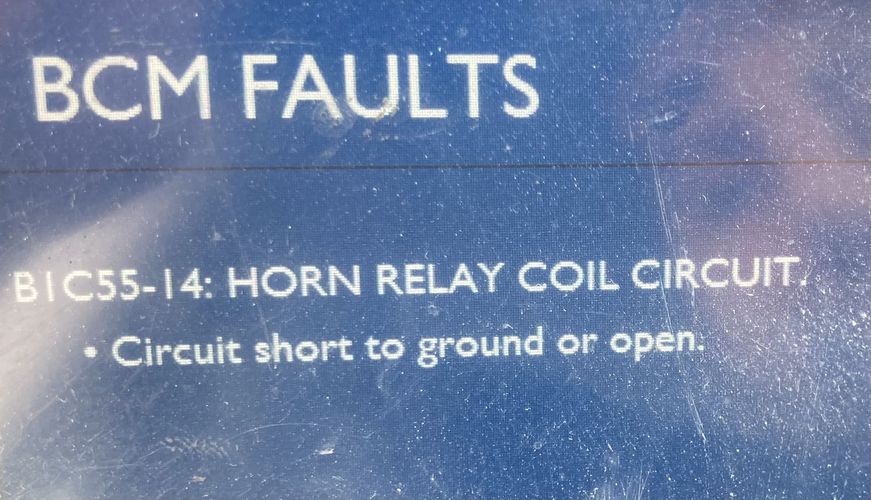 BCM FAULTS
B1C55-14: HORN RELAY COIL CIRCUIT.
• Circuit short to ground or open.